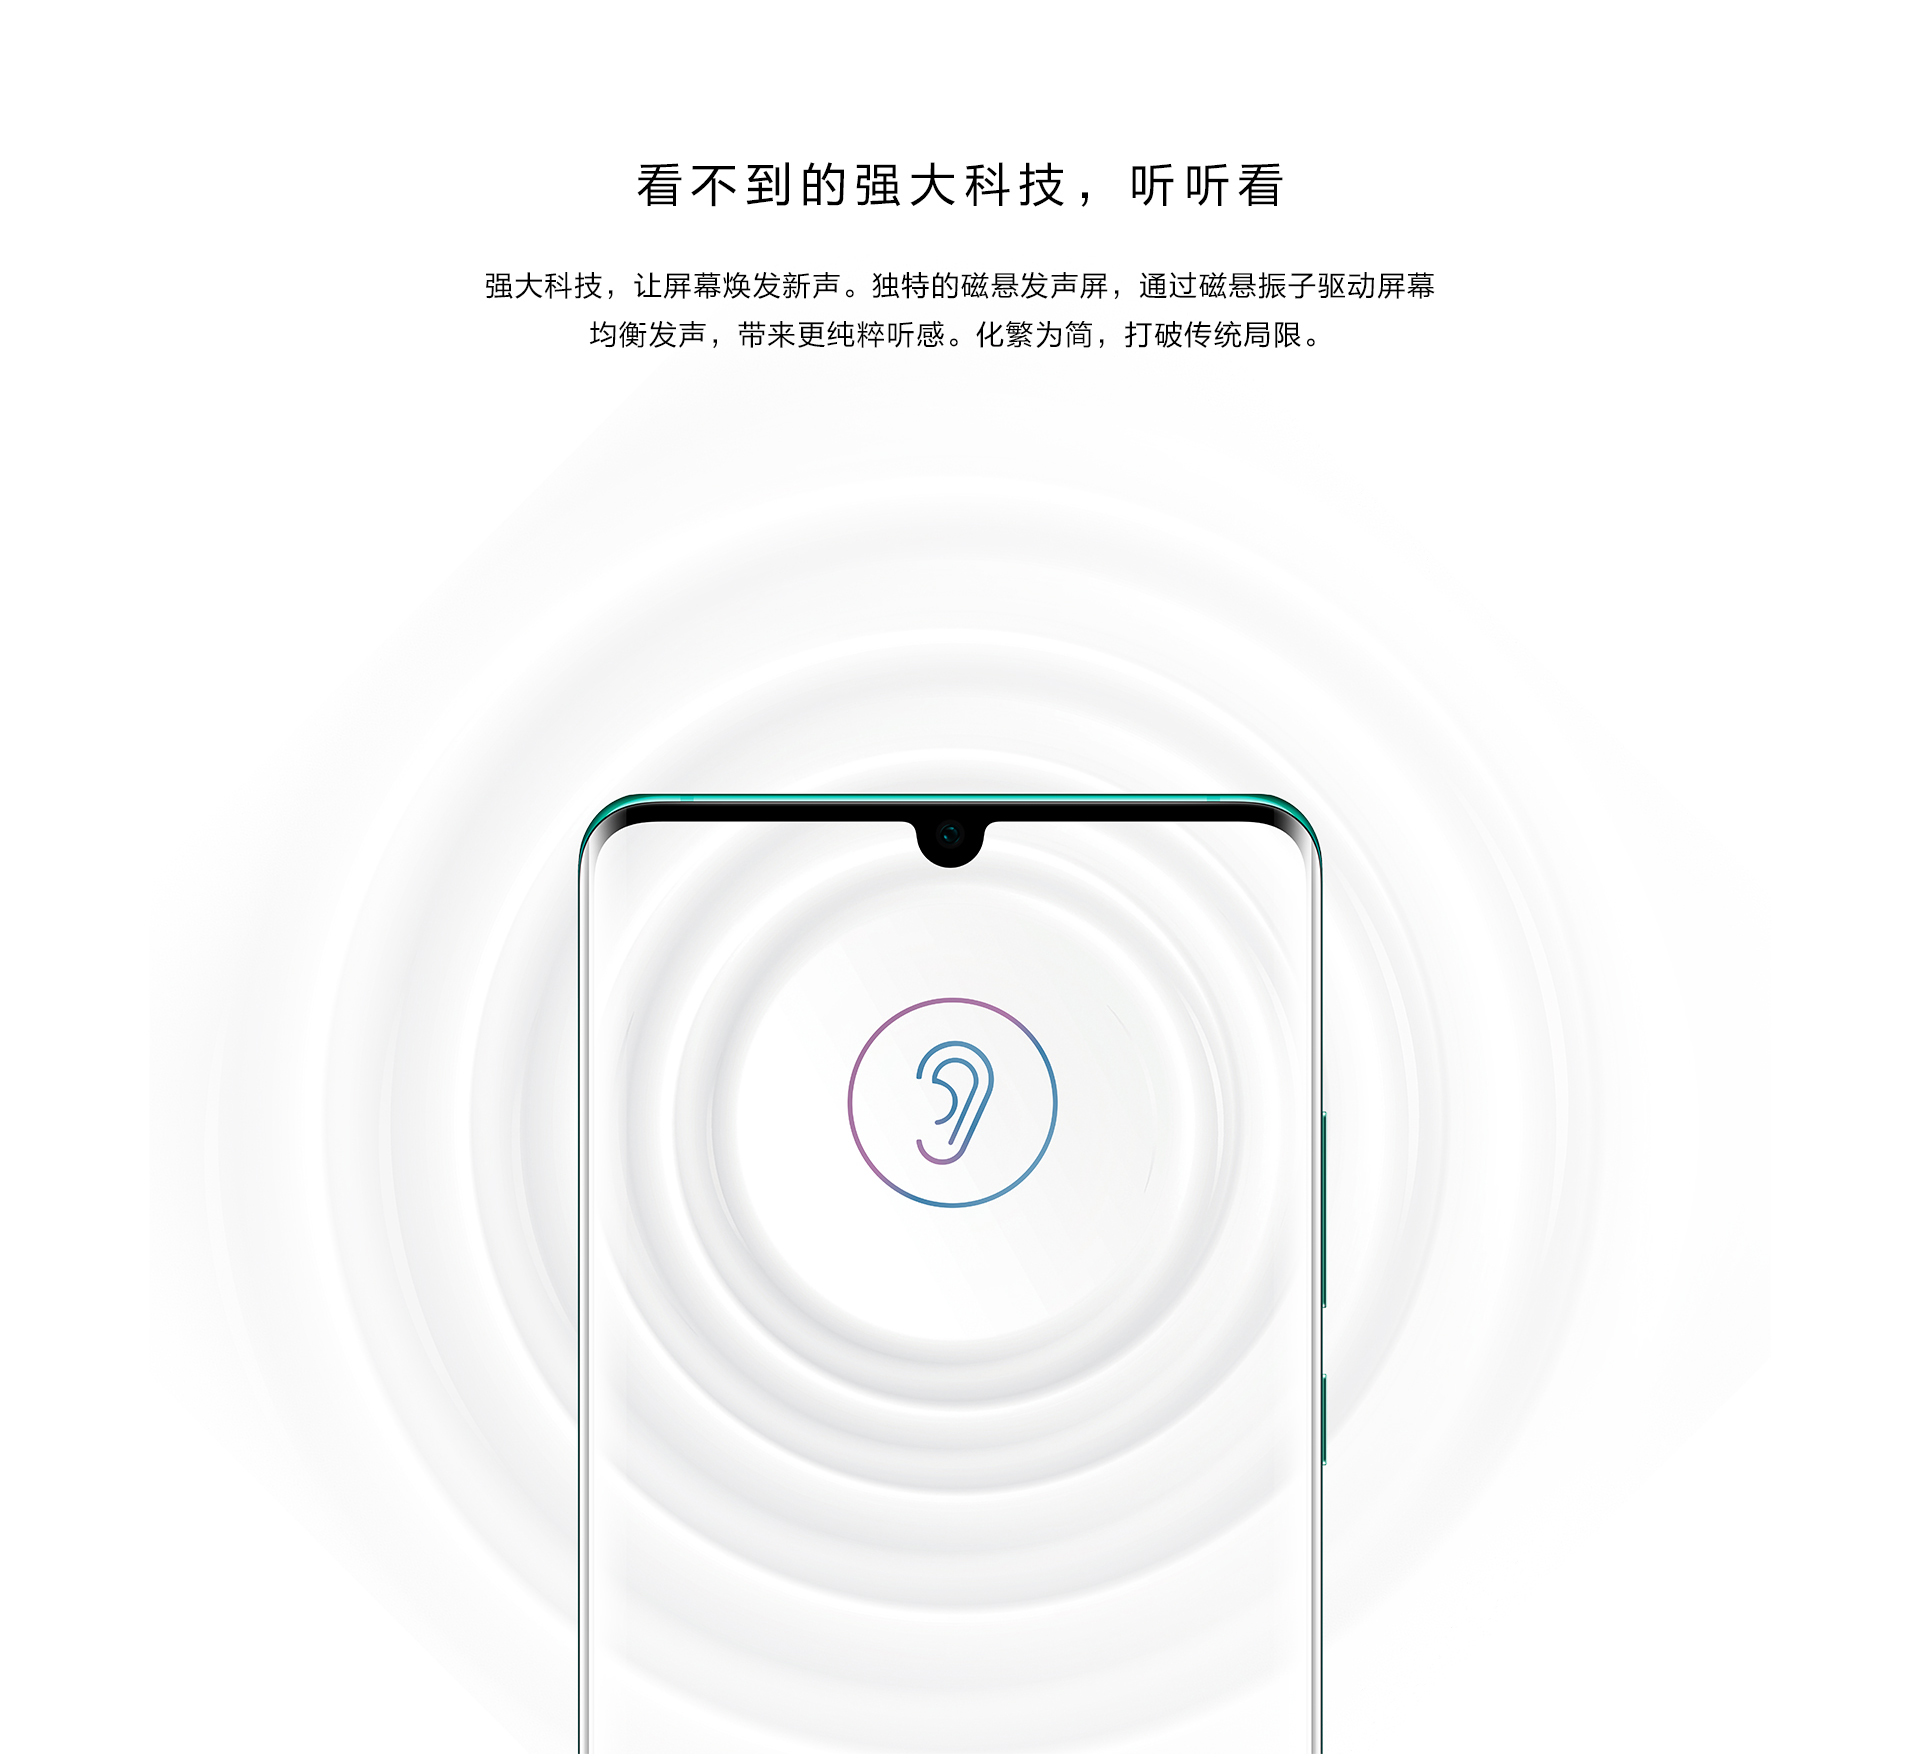 看不到的强大科技，听听看
强大科技，让屏幕焕发新声。独特的磁悬发声屏，通过磁悬振子驱动屏幕
均衡发声，带来更纯粹听感。化繁为简，打破传统局限。